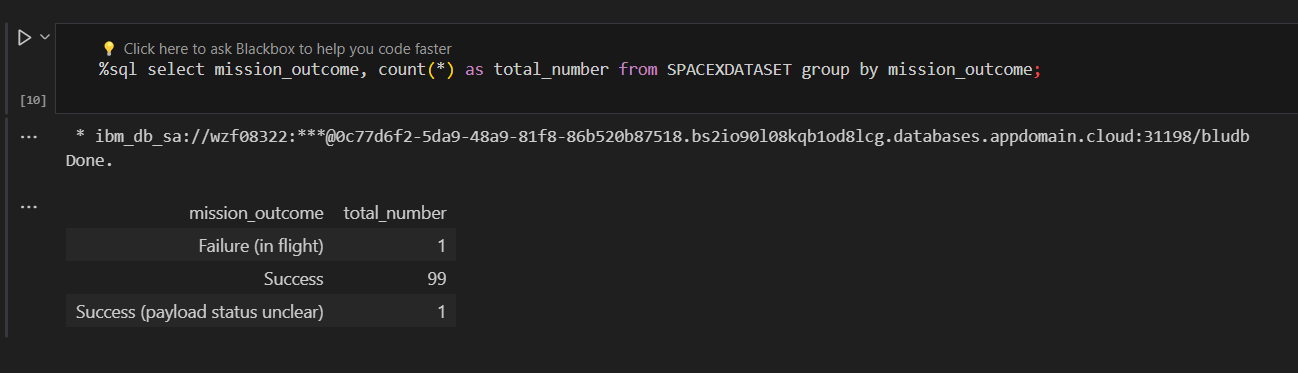 💡 Click here to ask Blackbox to help you code faster
%sql select mission_outcome, count(*) as total_number from SPACEXDATASET group by mission_outcome;
[10]
... * ibm_db_sa://wzf08322:***@0c77d6f2-5da9-48a9-81f8-86b520b87518.bs2io90l08kqb1od8lcg.databases.appdomain.cloud:31198/bludb
Done.
...
mission_outcome total_number
Failure (in flight) 1
Success 99
Success (payload status unclear) 1